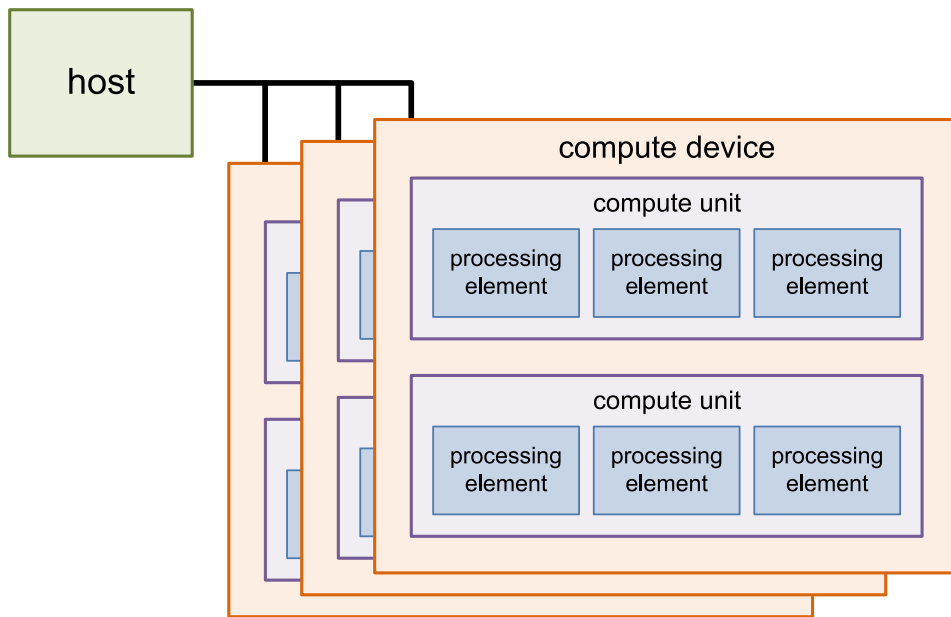 host
compute device
compute unit
processing element
processing element
processing element
compute unit
processing element
processing element
processing element